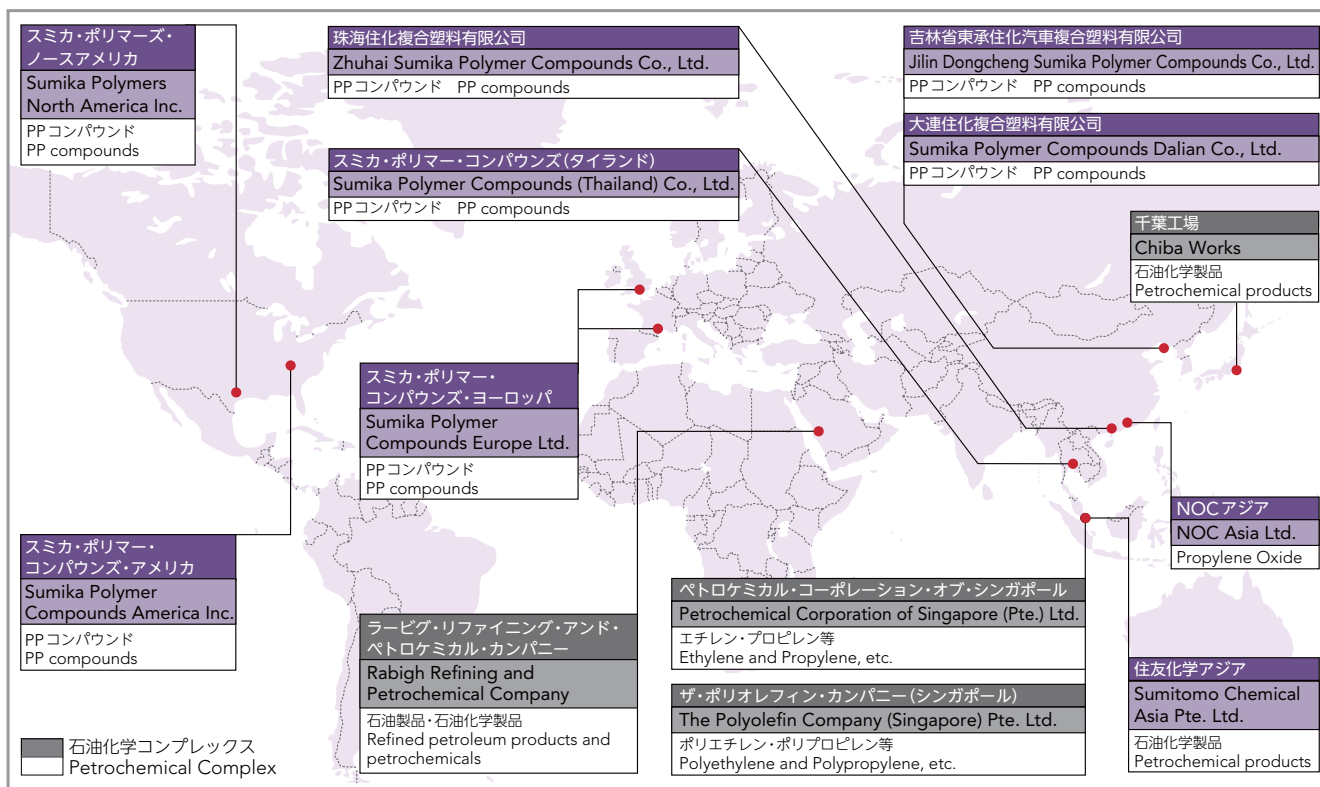 スミカ・ポリマーズ・
ノースアメリカ
Sumika Polymers
North America Inc.
PPコンパウンド
PP compounds
珠海住化複合塑料有限公司
Zhuhai Sumika Polymer Compounds Co., Ltd.
PPコンパウンド PP compounds
吉林省東承住化汽車複合塑料有限公司
Jilin Dongcheng Sumika Polymer Compounds Co., Ltd.
PPコンパウンド PP compounds
スミカ・ポリマー・コンパウンズ(タイランド)
Sumika Polymer Compounds (Thailand) Co., Ltd.
PPコンパウンド PP compounds
大連住化複合塑料有限公司
Sumika Polymer Compounds Dalian Co., Ltd.
PPコンパウンド PP compounds
千葉工場
Chiba Works
石油化学製品
Petrochemical products
スミカ・ポリマー・
コンパウンズ・ヨーロッパ
Sumika Polymer
Compounds Europe Ltd.
PPコンパウンド
PP compounds
NOCアジア
NOC Asia Ltd.
Propylene Oxide
スミカ・ポリマー・
コンパウンズ・アメリカ
Sumika Polymer
Compounds America Inc.
PPコンパウンド
PP compounds
ラービグ・リファイニング・アンド・
ペトロケミカル・カンパニー
Rabigh Refining and
Petrochemical Company
石油製品・石油化学製品
Refined petroleum products and
petrochemicals
ペトロケミカル・コーポレーション・オブ・シンガポール
Petrochemical Corporation of Singapore (Pte.) Ltd.
エチレン・プロピレン等
Ethylene and Propylene, etc.
ザ・ポリオレフィン・カンパニー(シンガポール)
The Polyolefin Company (Singapore) Pte. Ltd.
ポリエチレン・ポリプロピレン等
Polyethylene and Polypropylene, etc.
住友化学アジア
Sumitomo Chemical
Asia Pte. Ltd.
石油化学製品
Petrochemical products
石油化学コンプレックス
Petrochemical Complex